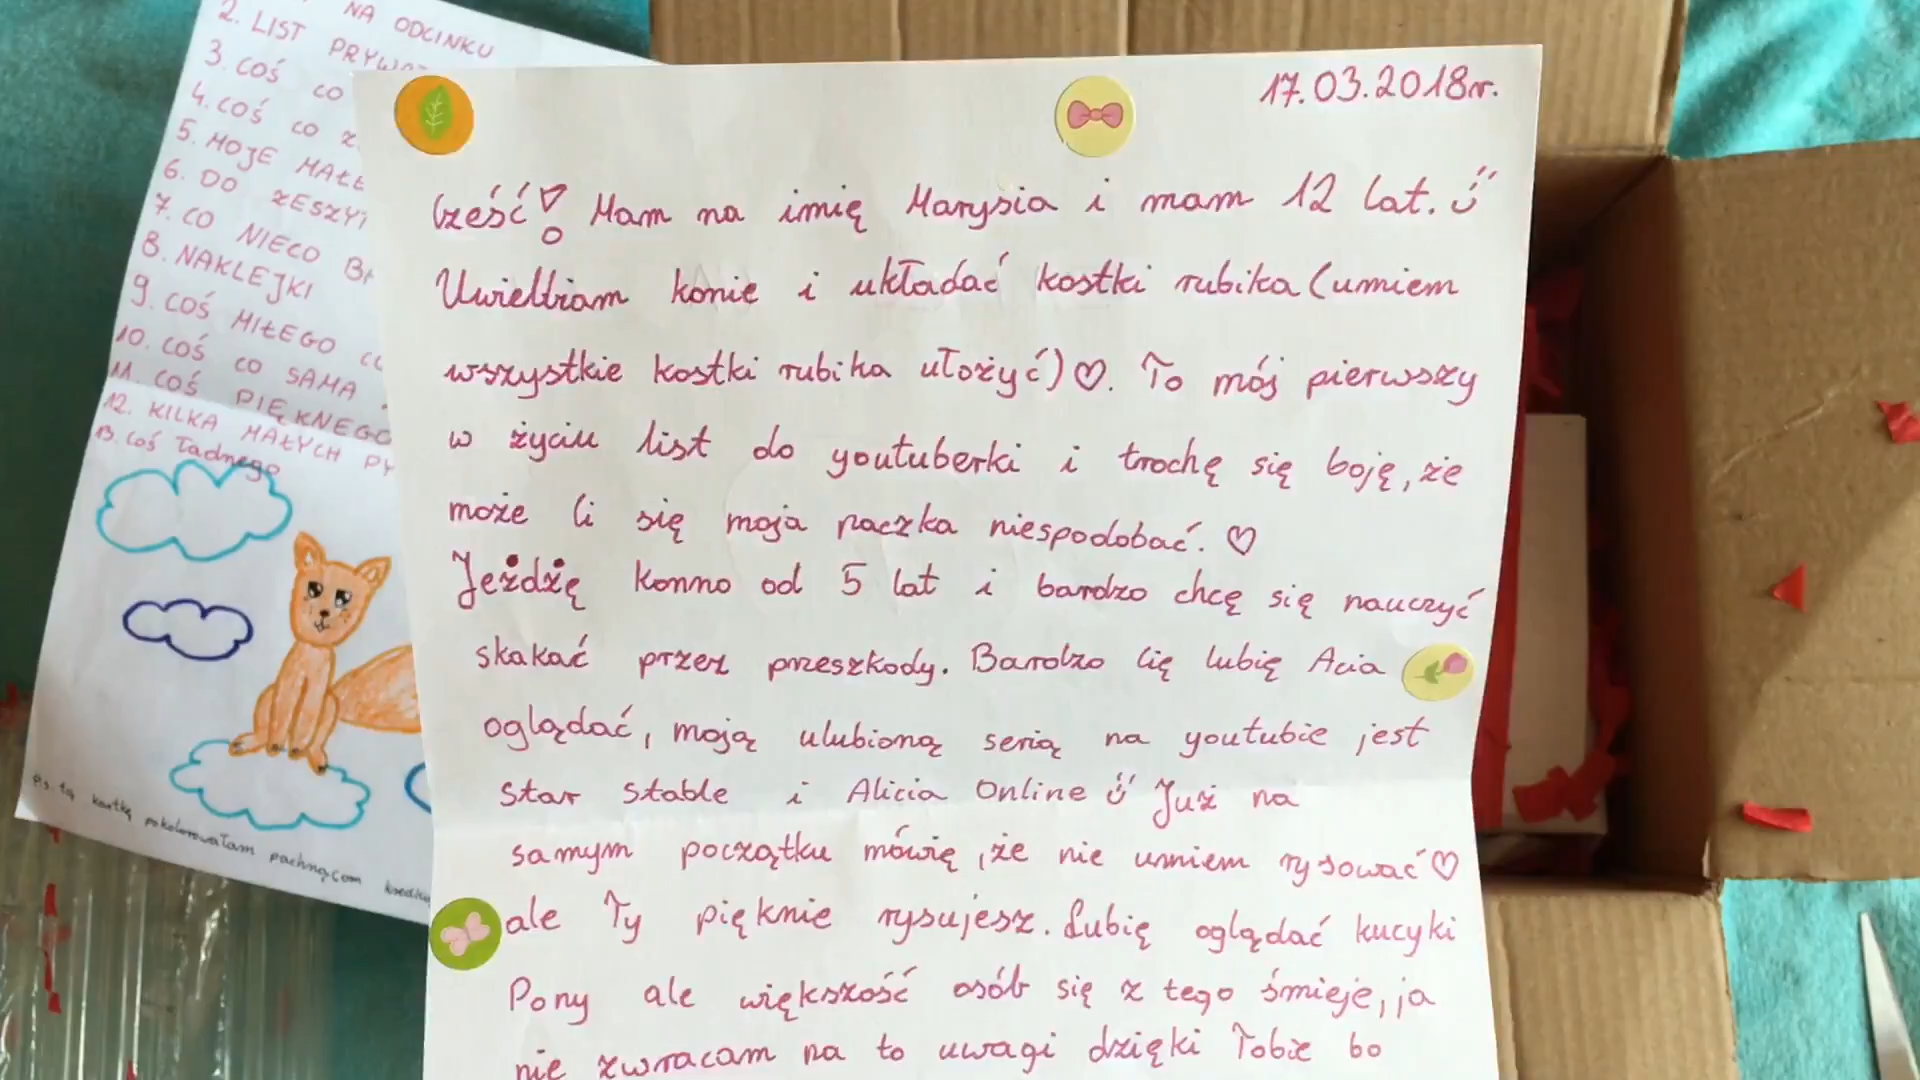 NA ODCINKU
2. LIST
3. COŚ CO
4. COŚ CO
5. MOJE
6. DO
7. CO NIECO
8. NAKLEJKI
9. COŚ MIŁEGO
10. COŚ CO SAMA
11. COŚ PIĘKNEGO
12. KILKA MAŁYCH
13. coś ładnego
P.s. tą kartkę pokolorowałam pachnącom
17.03.2018r.
Cześć! Mam na imię Marysia i mam 12 lat.
Uwielbiam konie i układać kostki rubika (umiem
wszystkie kostki rubika ułożyć) ♡. To mój pierwszy
w życiu list do youtuberki i trochę się boję, że
może Ci się moja paczka niespodobać. ♡
Jeżdżę konno od 5 lat i bardzo chcę się nauczyć
skakać przez przeszkody. Bardzo Cię lubię Acia
oglądać, moją ulubioną serią na youtubie jest
Star Stable i Alicia Online Już na
samym początku mówię, że nie umiem rysować ♡
ale Ty pięknie rysujesz. Lubię oglądać kucyki
Pony ale większość osób się z tego śmieje, ja
nie zwracam na to uwagi dzięki Tobie bo